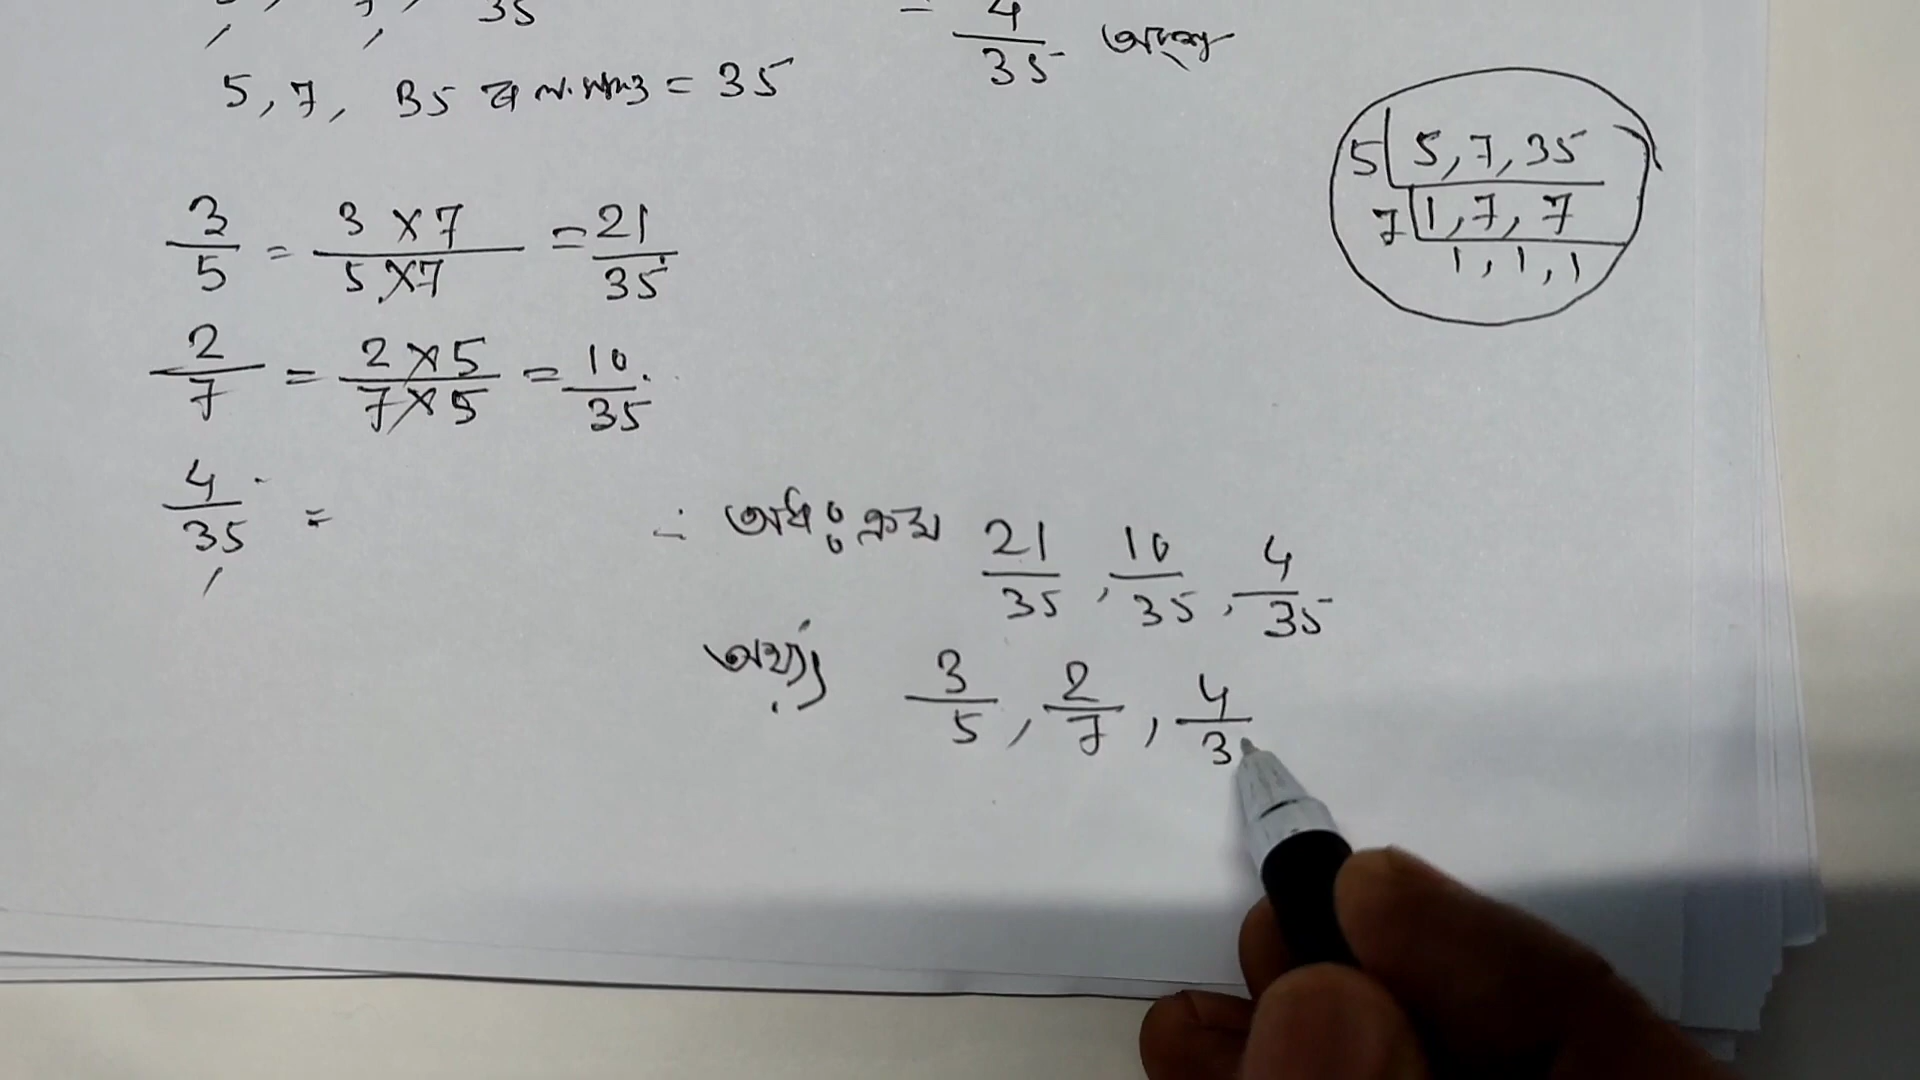 35
4/35 অংশ
5, 7, 35 র ল.সা.গু = 35
5 | 5, 7, 35
7 | 1, 7, 7
1, 1, 1
3/5 = 3 × 7 / 5 × 7 = 21/35
2/7 = 2 × 5 / 7 × 5 = 10/35
4/35 =
∴ অধঃক্রম 21/35, 10/35, 4/35
অর্থাৎ 3/5, 2/7, 4/3